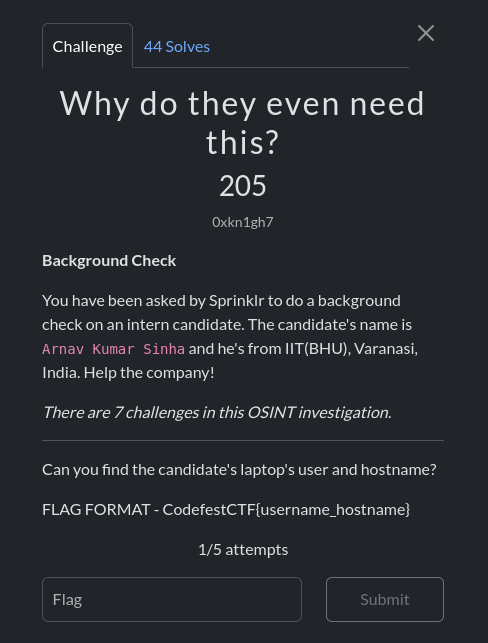 Challenge
44 Solves
Why do they even need
this?
205
0xkn1gh7
Background Check
You have been asked by Sprinklr to do a background
check on an intern candidate. The candidate's name is
Arnav Kumar Sinha and he's from IIT(BHU), Varanasi,
India. Help the company!
There are 7 challenges in this OSINT investigation.
Can you find the candidate's laptop's user and hostname?
FLAG FORMAT - CodefestCTF{username_hostname}
1/5 attempts
Flag
Submit